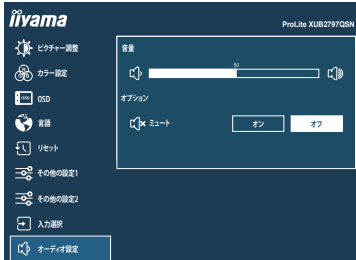 iiyama
ProLite XUB2797QSN
ピクチャー調整
カラー設定
OSD
OSD
言語
リセット
その他の設定1
その他の設定2
入力選択
オーディオ設定
音量
50
オプション
ミュート
オン
オフ